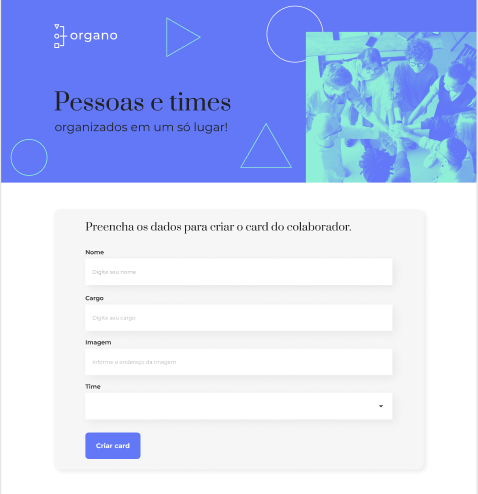 organo
Pessoas e times
organizados em um só lugar!
Preencha os dados para criar o card do colaborador.
Nome
Digite seu nome
Cargo
Digite seu cargo
Imagem
Informe o endereço da imagem
Time
Criar card